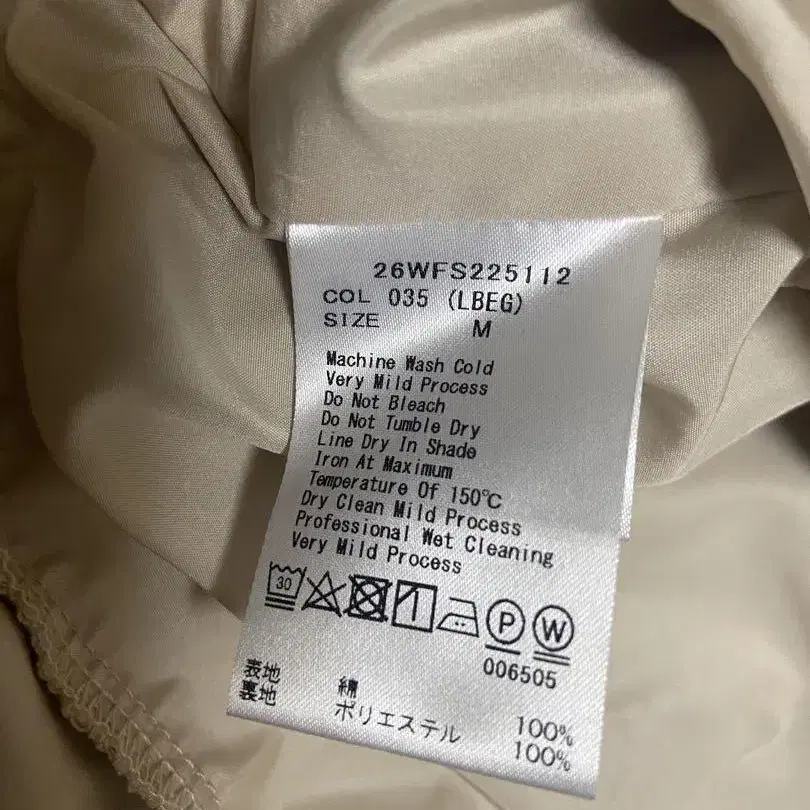 26WFS225112
COL 035 (LBEG)
SIZE M
Machine Wash Cold
Very Mild Process
Do Not Bleach
Do Not Tumble Dry
Line Dry In Shade
Iron At Maximum
Temperature Of 150℃
Dry Clean Mild Process
Professional Wet Cleaning
Very Mild Process
30 P W
006505
表地 綿 100%
裏地 ポリエステル 100%